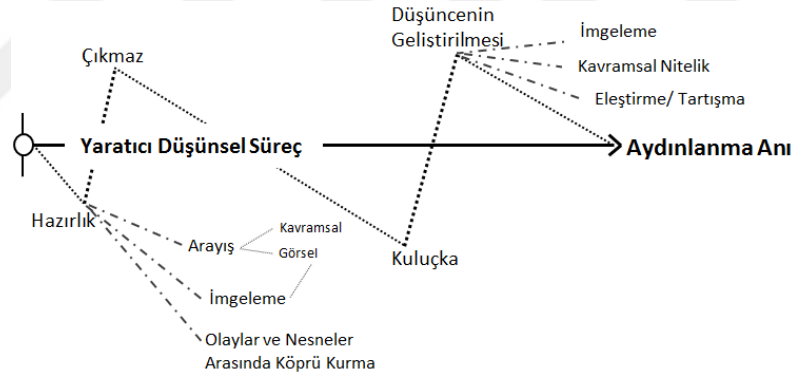 Düşüncenin
Geliştirilmesi
İmgeleme
Kavramsal Nitelik
Eleştirme/ Tartışma
Çıkmaz
Yaratıcı Düşünsel Süreç
Aydınlanma Anı
Hazırlık
Arayış
Kavramsal
Görsel
Kuluçka
İmgeleme
Olaylar ve Nesneler
Arasında Köprü Kurma